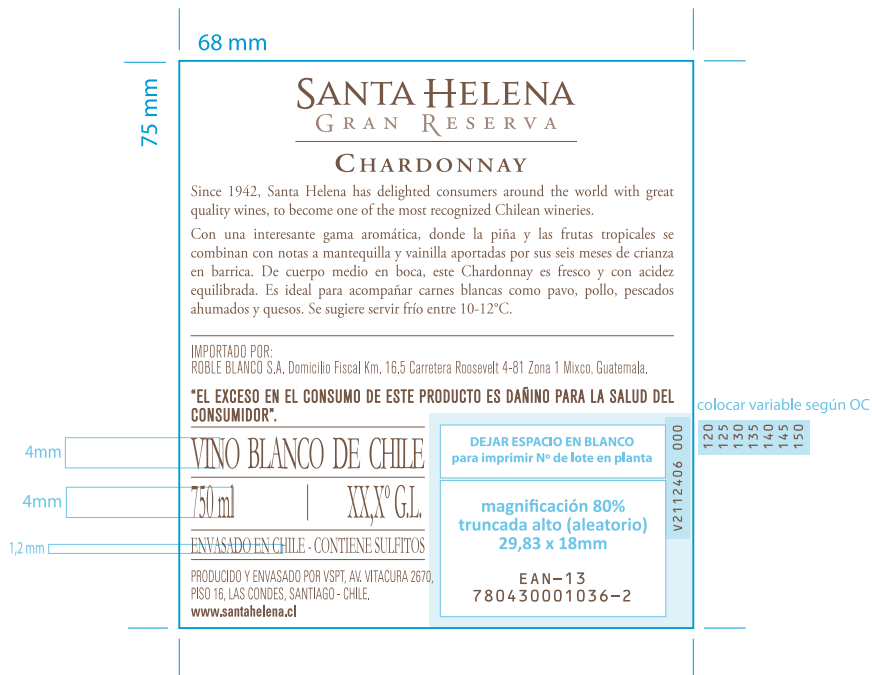 68 mm
75 mm
SANTA HELENA
GRAN RESERVA
CHARDONNAY
Since 1942, Santa Helena has delighted consumers around the world with great
quality wines, to become one of the most recognized Chilean wineries.
Con una interesante gama aromática, donde la piña y las frutas tropicales se
combinan con notas a mantequilla y vainilla aportadas por sus seis meses de crianza
en barrica. De cuerpo medio en boca, este Chardonnay es fresco y con acidez
equilibrada. Es ideal para acompañar carnes blancas como pavo, pollo, pescados
ahumados y quesos. Se sugiere servir frío entre 10-12°C.
IMPORTADO POR:
ROBLE BLANCO S.A. Domicilio Fiscal Km. 16.5 Carretera Roosevelt 4-81 Zona 1 Mixco, Guatemala.
"EL EXCESO EN EL CONSUMO DE ESTE PRODUCTO ES DAÑINO PARA LA SALUD DEL
CONSUMIDOR".
4mm
VINO BLANCO DE CHILE
4mm
750 ml | XX,Xº G.L.
1,2 mm
ENVASADO EN CHILE - CONTIENE SULFITOS
PRODUCIDO Y ENVASADO POR VSPT, AV. VITACURA 2670,
PISO 16, LAS CONDES, SANTIAGO - CHILE.
www.santahelena.cl
DEJAR ESPACIO EN BLANCO
para imprimir Nº de lote en planta
magnificación 80%
truncada alto (aleatorio)
29,83 x 18mm
EAN-13
780430001036-2
V2112406 000
colocar variable según OC
120
125
130
135
140
145
150